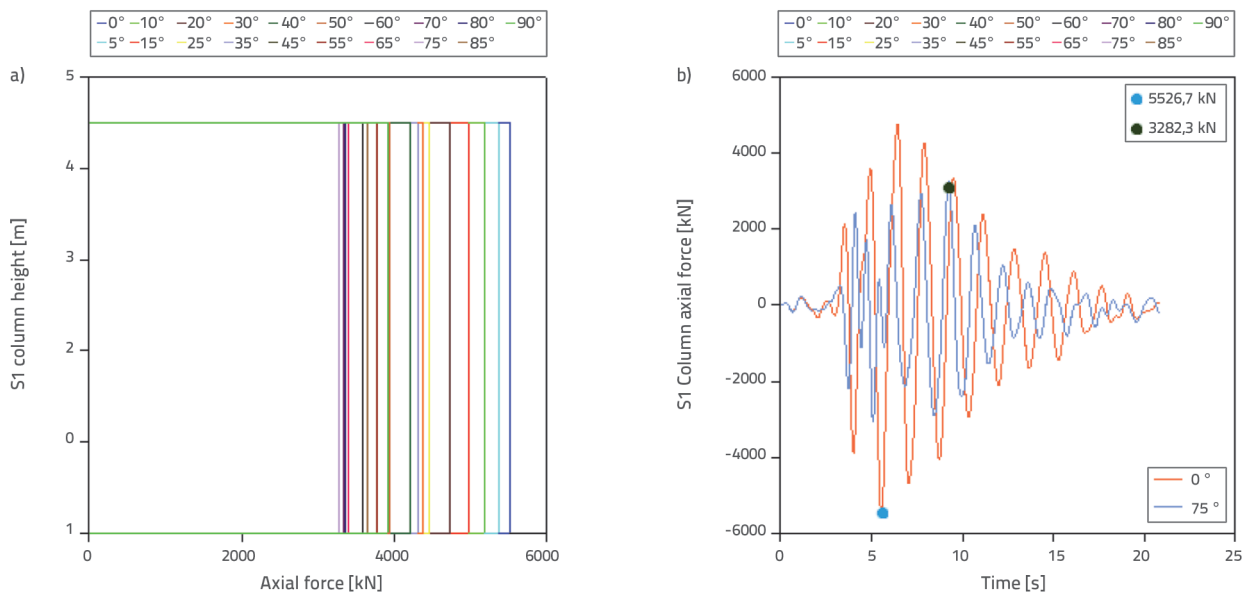 0° 10° 20° 30° 40° 50° 60° 70° 80° 90°
5° 15° 25° 35° 45° 55° 65° 75° 85°
a)
5
4
3
2
0
1
S1 column height [m]
0 2000 4000 6000
Axial force [kN]
0° 10° 20° 30° 40° 50° 60° 70° 80° 90°
5° 15° 25° 35° 45° 55° 65° 75° 85°
b)
6000
4000
2000
0
-2000
-4000
-6000
S1 Column axial force [kN]
5526,7 kN
3282,3 kN
0 °
75 °
0 5 10 15 20 25
Time [s]